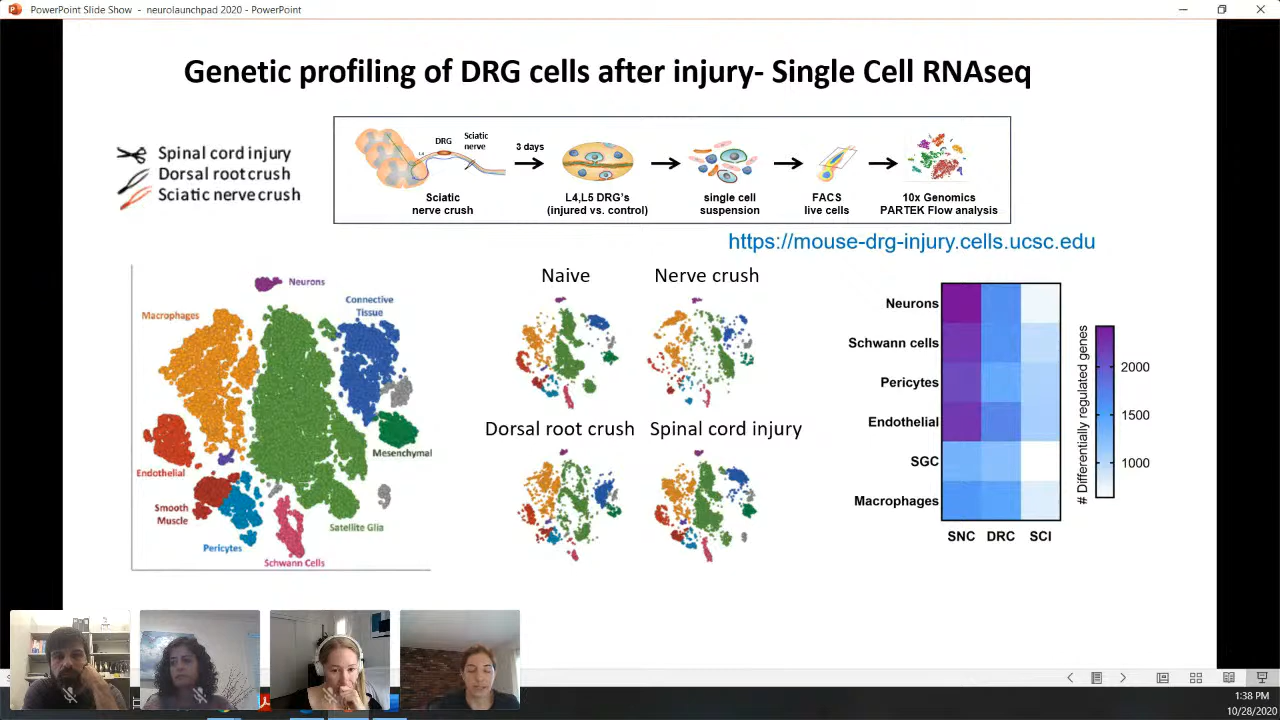 PowerPoint Slide Show - neurolaunchpad 2020 - PowerPoint
Genetic profiling of DRG cells after injury- Single Cell RNAseq
Spinal cord injury
Dorsal root crush
Sciatic nerve crush
DRG
Sciatic
nerve
Sciatic
nerve crush
3 days
L4,L5 DRG's
(injured vs. control)
single cell
suspension
FACS
live cells
10x Genomics
PARTEK Flow analysis
https://mouse-drg-injury.cells.ucsc.edu
Neurons
Macrophages
Connective
Tissue
Mesenchymal
Endothelial
Smooth
Muscle
Satellite Glia
Pericytes
Schwann Cells
Naive
Nerve crush
Dorsal root crush
Spinal cord injury
Neurons
Schwann cells
Pericytes
Endothelial
SGC
Macrophages
SNC DRC SCI
# Differentially regulated genes
2000
1500
1000
1:38 PM
10/28/2020